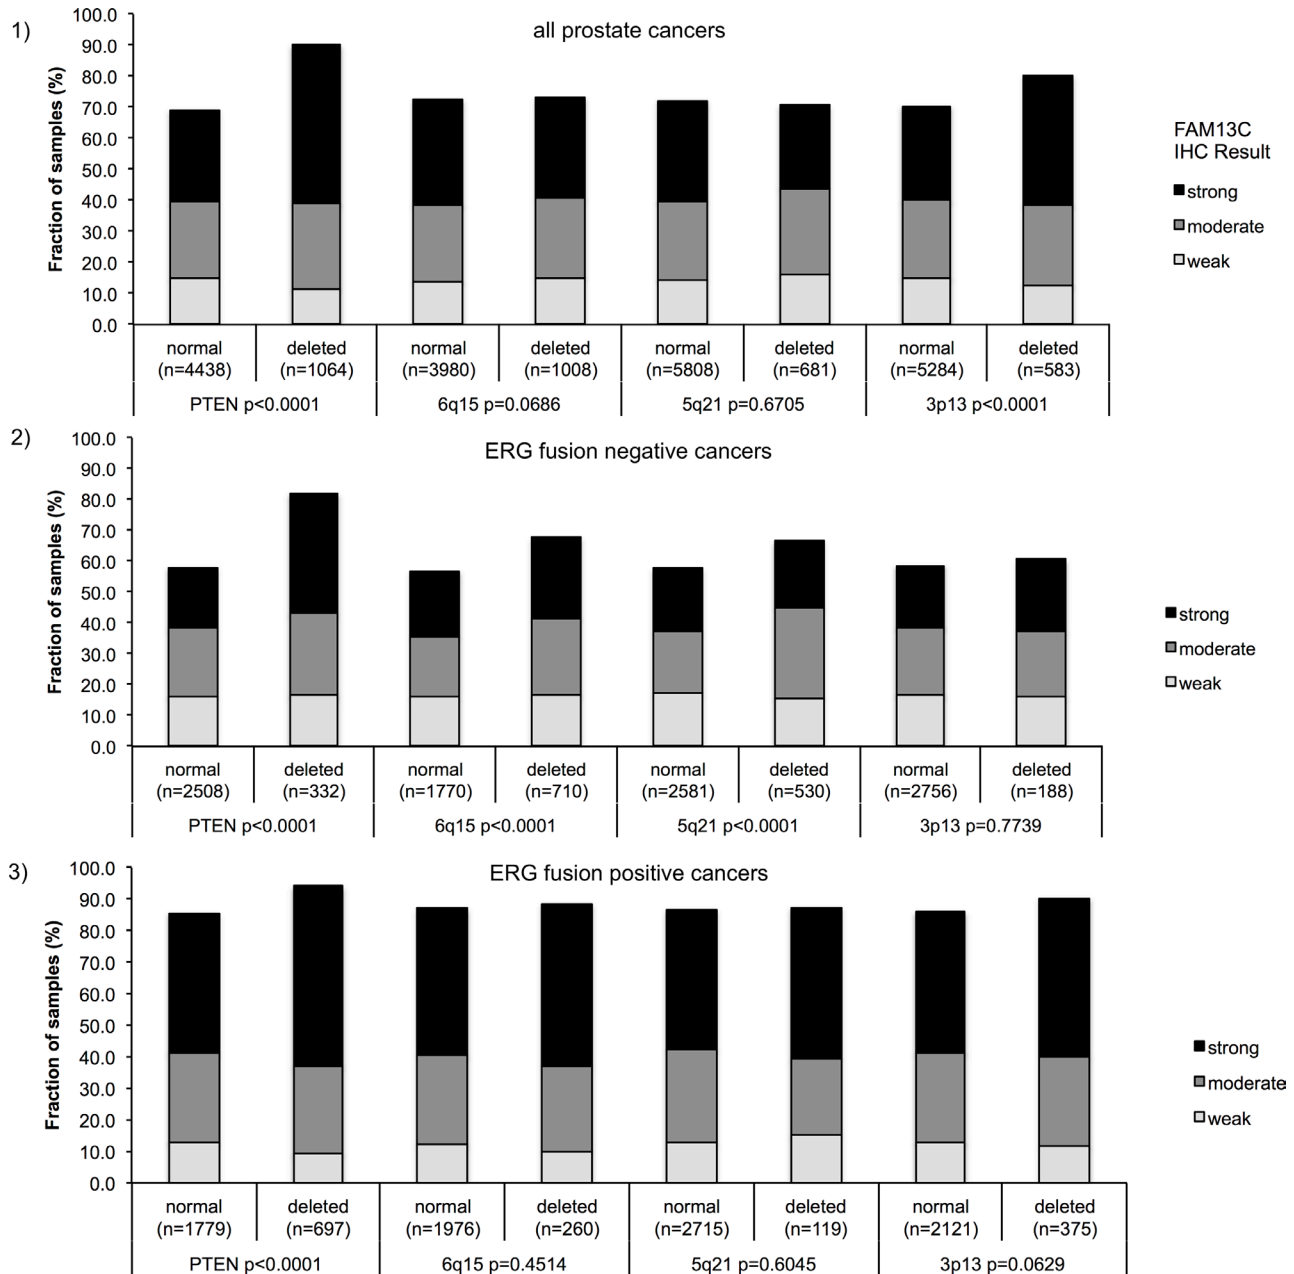 1)
all prostate cancers
Fraction of samples (%)
100.0
90.0
80.0
70.0
60.0
50.0
40.0
30.0
20.0
10.0
0.0
FAM13C
IHC Result
strong
moderate
weak
normal deleted normal deleted normal deleted normal deleted
(n=4438) (n=1064) (n=3980) (n=1008) (n=5808) (n=681) (n=5284) (n=583)
PTEN p<0.0001 6q15 p=0.0686 5q21 p=0.6705 3p13 p<0.0001
2)
ERG fusion negative cancers
Fraction of samples (%)
100.0
90.0
80.0
70.0
60.0
50.0
40.0
30.0
20.0
10.0
0.0
strong
moderate
weak
normal deleted normal deleted normal deleted normal deleted
(n=2508) (n=332) (n=1770) (n=710) (n=2581) (n=530) (n=2756) (n=188)
PTEN p<0.0001 6q15 p<0.0001 5q21 p<0.0001 3p13 p=0.7739
3)
ERG fusion positive cancers
Fraction of samples (%)
100.0
90.0
80.0
70.0
60.0
50.0
40.0
30.0
20.0
10.0
0.0
strong
moderate
weak
normal deleted normal deleted normal deleted normal deleted
(n=1779) (n=697) (n=1976) (n=260) (n=2715) (n=119) (n=2121) (n=375)
PTEN p<0.0001 6q15 p=0.4514 5q21 p=0.6045 3p13 p=0.0629